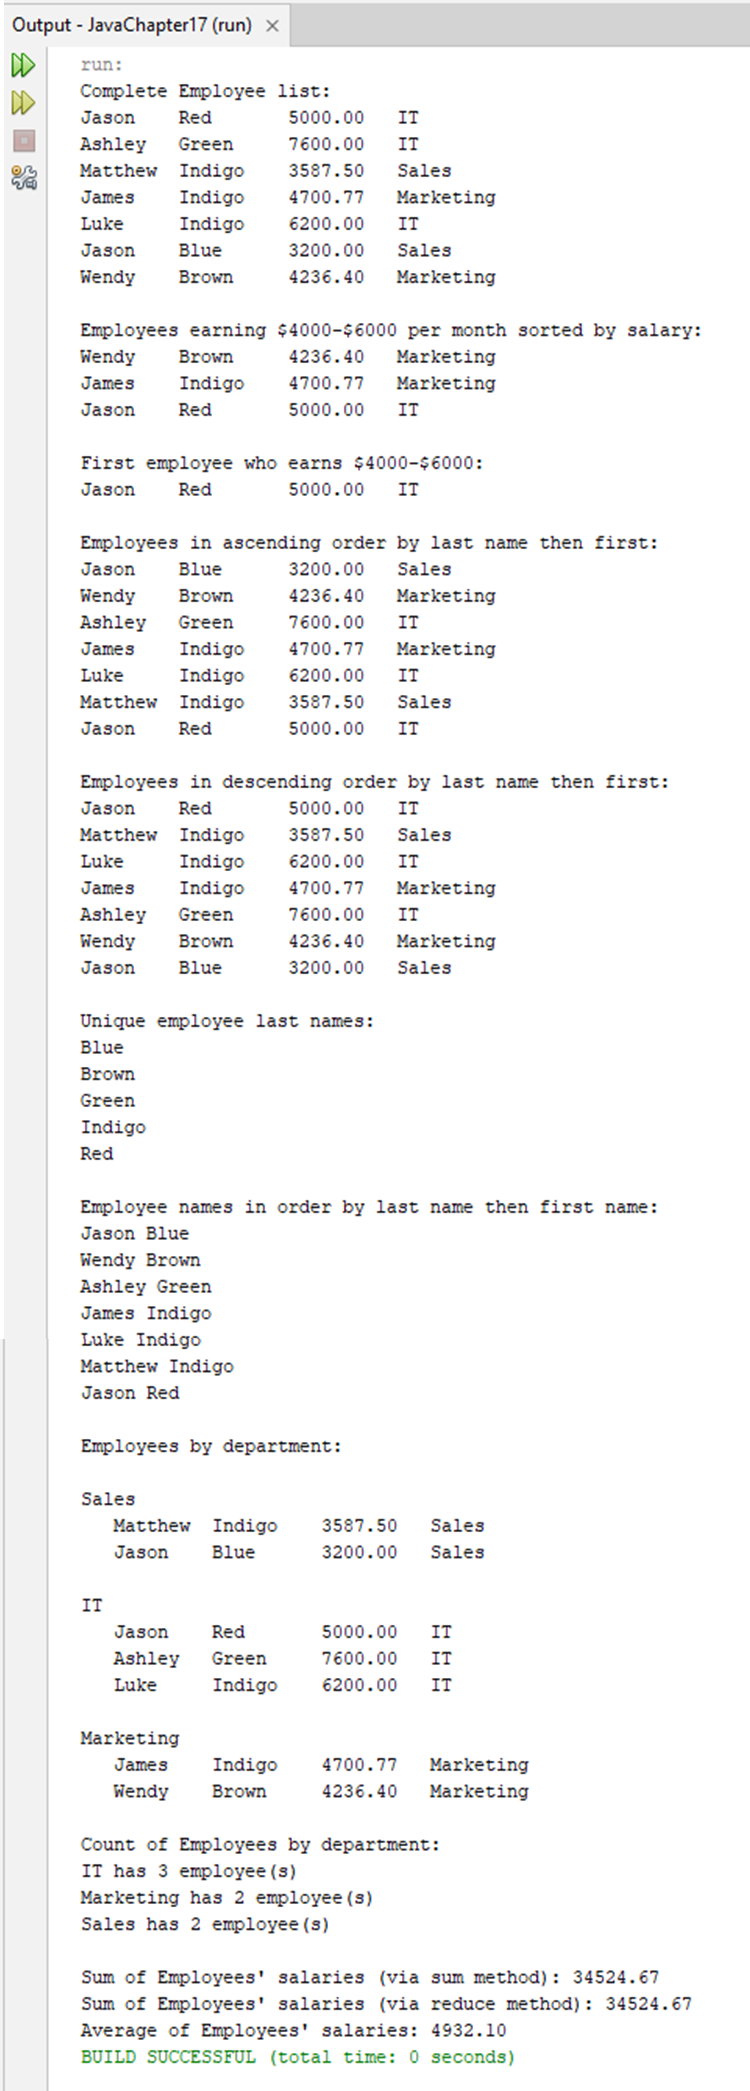 Output - JavaChapter17 (run) ×
run:
Complete Employee list:
Jason    Red       5000.00   IT
Ashley   Green     7600.00   IT
Matthew  Indigo    3587.50   Sales
James    Indigo    4700.77   Marketing
Luke     Indigo    6200.00   IT
Jason    Blue      3200.00   Sales
Wendy    Brown     4236.40   Marketing

Employees earning $4000-$6000 per month sorted by salary:
Wendy    Brown     4236.40   Marketing
James    Indigo    4700.77   Marketing
Jason    Red       5000.00   IT

First employee who earns $4000-$6000:
Jason    Red       5000.00   IT

Employees in ascending order by last name then first:
Jason    Blue      3200.00   Sales
Wendy    Brown     4236.40   Marketing
Ashley   Green     7600.00   IT
James    Indigo    4700.77   Marketing
Luke     Indigo    6200.00   IT
Matthew  Indigo    3587.50   Sales
Jason    Red       5000.00   IT

Employees in descending order by last name then first:
Jason    Red       5000.00   IT
Matthew  Indigo    3587.50   Sales
Luke     Indigo    6200.00   IT
James    Indigo    4700.77   Marketing
Ashley   Green     7600.00   IT
Wendy    Brown     4236.40   Marketing
Jason    Blue      3200.00   Sales

Unique employee last names:
Blue
Brown
Green
Indigo
Red

Employee names in order by last name then first name:
Jason Blue
Wendy Brown
Ashley Green
James Indigo
Luke Indigo
Matthew Indigo
Jason Red

Employees by department:

Sales
   Matthew  Indigo    3587.50   Sales
   Jason    Blue      3200.00   Sales

IT
   Jason    Red       5000.00   IT
   Ashley   Green     7600.00   IT
   Luke     Indigo    6200.00   IT

Marketing
   James    Indigo    4700.77   Marketing
   Wendy    Brown     4236.40   Marketing

Count of Employees by department:
IT has 3 employee(s)
Marketing has 2 employee(s)
Sales has 2 employee(s)

Sum of Employees' salaries (via sum method): 34524.67
Sum of Employees' salaries (via reduce method): 34524.67
Average of Employees' salaries: 4932.10
BUILD SUCCESSFUL (total time: 0 seconds)